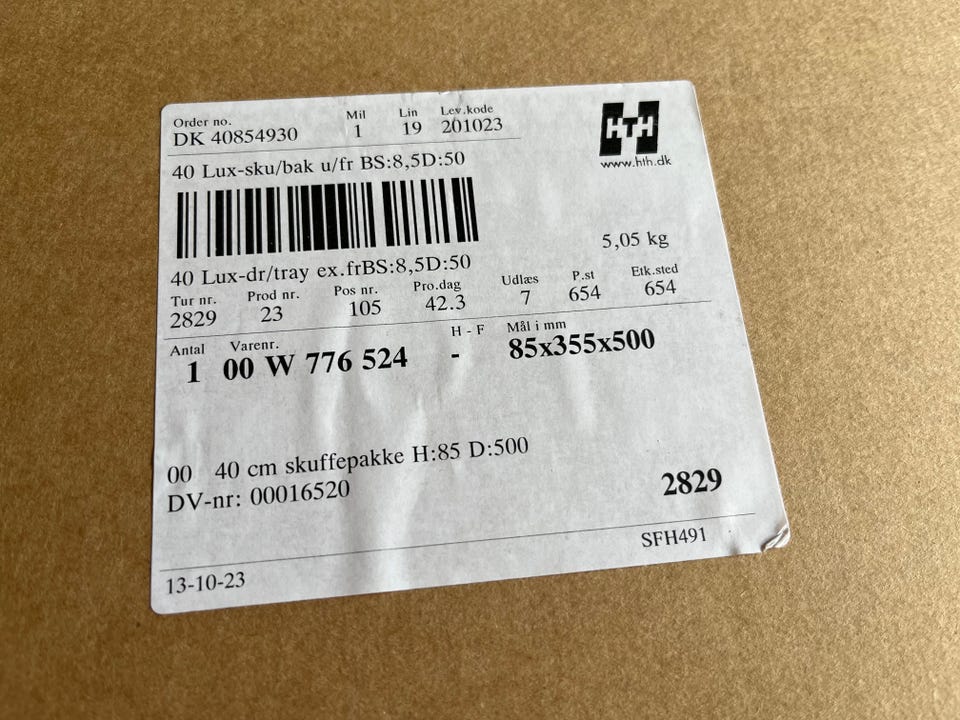 Order no. Mil Lin Lev.kode
DK 40854930 1 19 201023
HTH
www.hth.dk
40 Lux-sku/bak u/fr BS:8,5D:50
5,05 kg
40 Lux-dr/tray ex.frBS:8,5D:50
Tur nr. Prod nr. Pos nr. Pro.dag Udlæs P.st Etk.sted
2829 23 105 42.3 7 654 654
Antal Varenr. H - F Mål i mm
1 00 W 776 524 - 85x355x500
00 40 cm skuffepakke H:85 D:500
DV-nr: 00016520 2829
SFH491
13-10-23